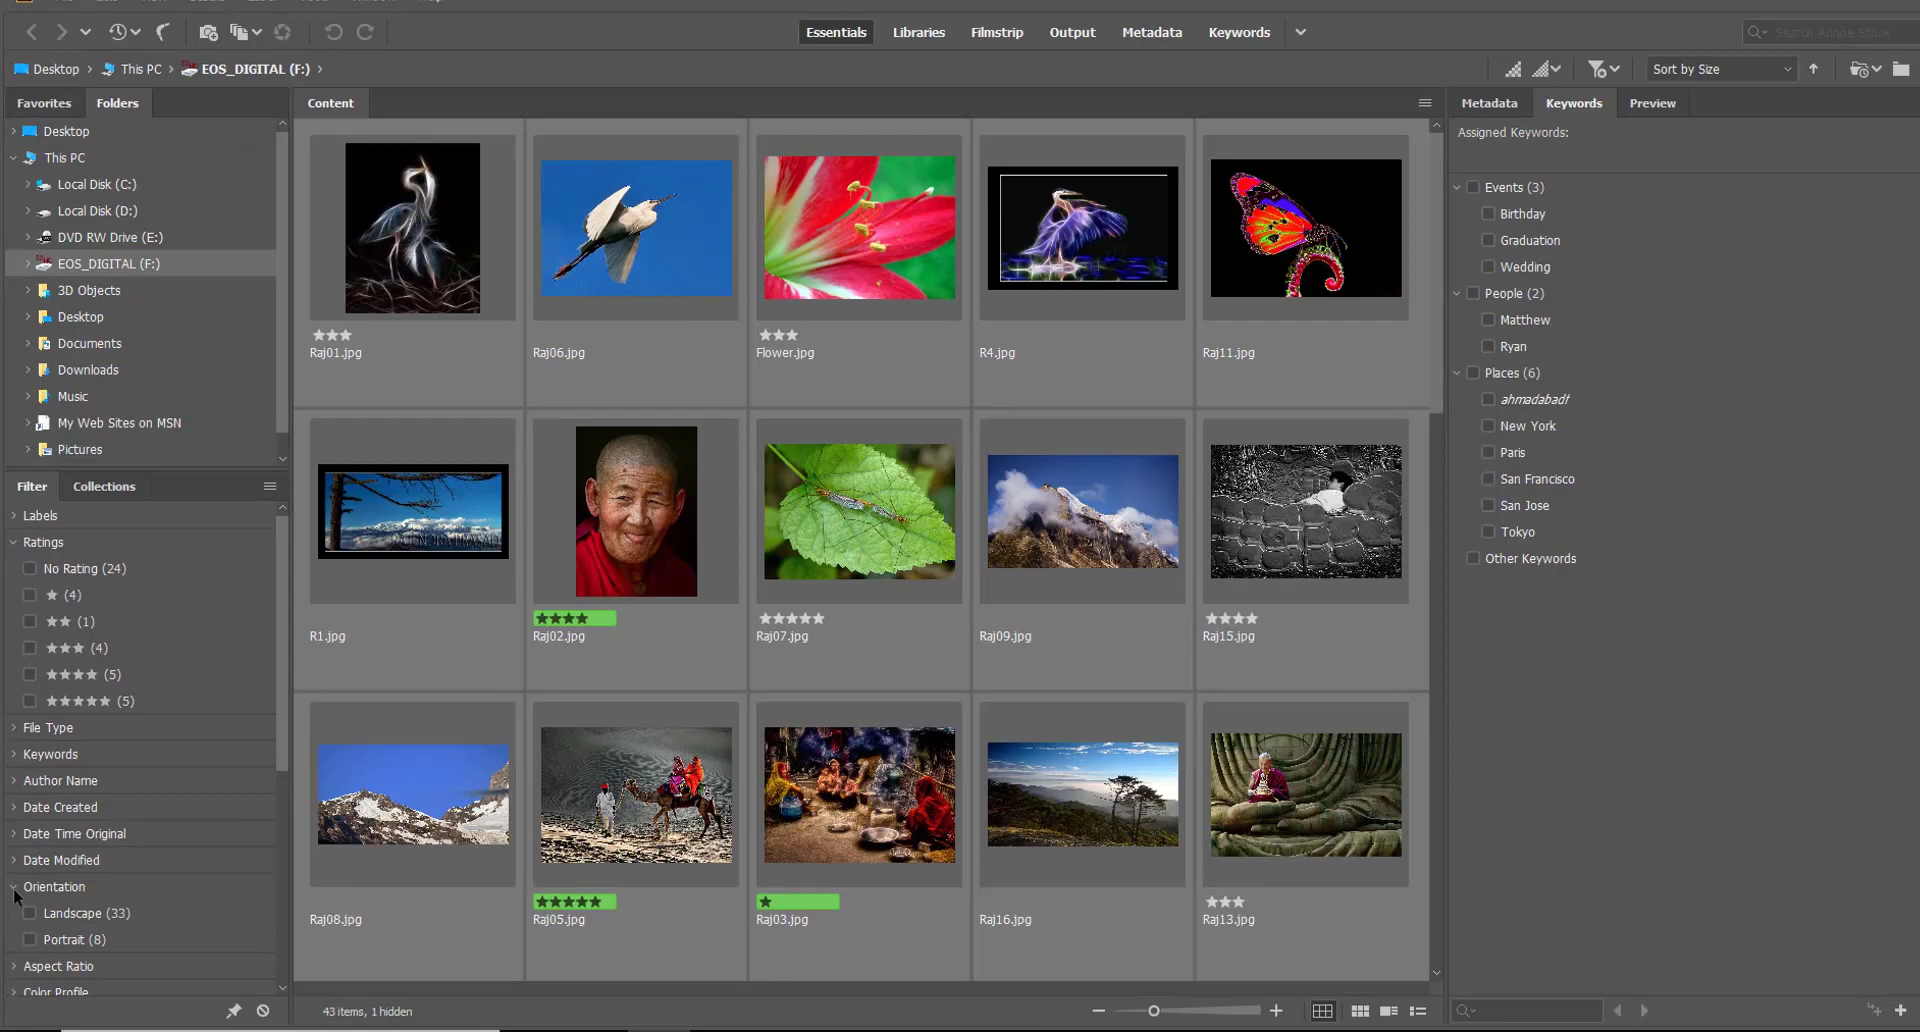 Essentials Libraries Filmstrip Output Metadata Keywords
Search Adobe Stock
Desktop This PC EOS_DIGITAL (F:)
Sort by Size
Favorites Folders
Desktop
This PC
Local Disk (C:)
Local Disk (D:)
DVD RW Drive (E:)
EOS_DIGITAL (F:)
3D Objects
Desktop
Documents
Downloads
Music
My Web Sites on MSN
Pictures
Filter Collections
Labels
Ratings
No Rating (24)
★ (4)
★★ (1)
★★★ (4)
★★★★ (5)
★★★★★ (5)
File Type
Keywords
Author Name
Date Created
Date Time Original
Date Modified
Orientation
Landscape (33)
Portrait (8)
Aspect Ratio
Color Profile
Content
Raj01.jpg
Raj06.jpg
Flower.jpg
R4.jpg
Raj11.jpg
R1.jpg
Raj02.jpg
Raj07.jpg
Raj09.jpg
Raj15.jpg
Raj08.jpg
Raj05.jpg
Raj03.jpg
Raj16.jpg
Raj13.jpg
43 items, 1 hidden
Metadata Keywords Preview
Assigned Keywords:
Events (3)
Birthday
Graduation
Wedding
People (2)
Matthew
Ryan
Places (6)
ahmadabadf
New York
Paris
San Francisco
San Jose
Tokyo
Other Keywords